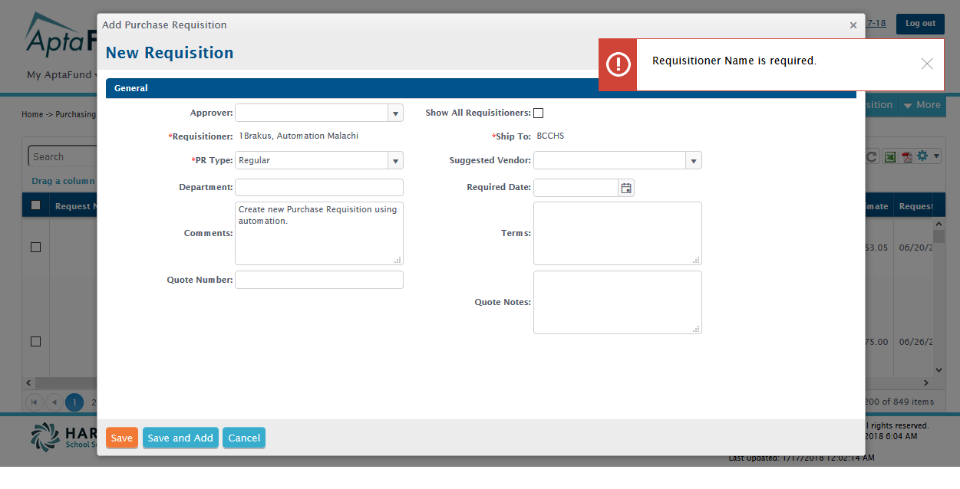 Add Purchase Requisition
×
7-18
Log out
AptaF
New Requisition
Requisitioner Name is required.
My AptaFund
General
sition
More
Home -> Purchasing
Approver:
Show All Requisitioners:
*Requisitioner: 1Brakus, Automation Malachi
*Ship To: BCCHS
Search
*PR Type: Regular
Suggested Vendor:
Drag a column
Department:
Required Date:
Request N
mate
Reques
Comments: Create new Purchase Requisition using
automation.
Terms:
53.05
06/20/2
Quote Number:
Quote Notes:
75.00
06/26/2
1
2
200 of 849 items
Save
Save and Add
Cancel
HAR
School S
l rights reserved.
2018 6:04 AM
Last Updated: 1/17/2018 12:02:14 AM